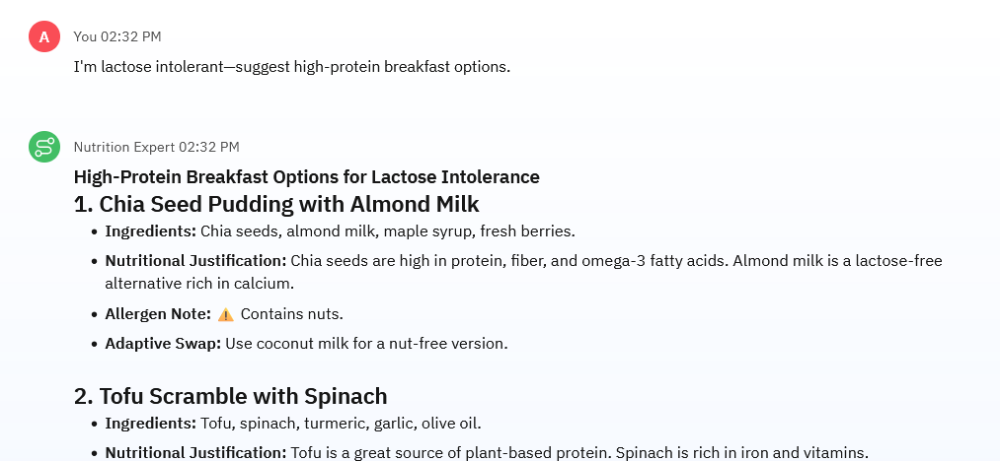 A
You 02:32 PM
I'm lactose intolerant—suggest high-protein breakfast options.
Nutrition Expert 02:32 PM
High-Protein Breakfast Options for Lactose Intolerance
1. Chia Seed Pudding with Almond Milk
• Ingredients: Chia seeds, almond milk, maple syrup, fresh berries.
• Nutritional Justification: Chia seeds are high in protein, fiber, and omega-3 fatty acids. Almond milk is a lactose-free
alternative rich in calcium.
• Allergen Note: ⚠️ Contains nuts.
• Adaptive Swap: Use coconut milk for a nut-free version.
2. Tofu Scramble with Spinach
• Ingredients: Tofu, spinach, turmeric, garlic, olive oil.
• Nutritional Justification: Tofu is a great source of plant-based protein. Spinach is rich in iron and vitamins.